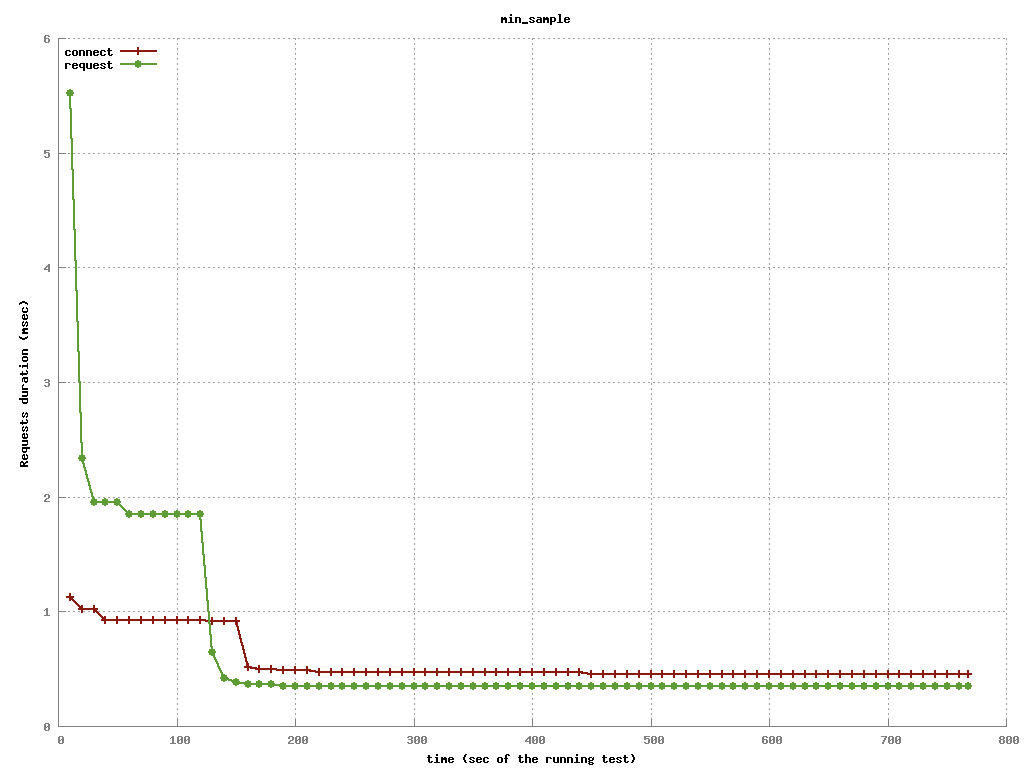 min_sample
connect
request
6
5
4
3
2
1
0
Requests duration (msec)
0 100 200 300 400 500 600 700 800
time (sec of the running test)